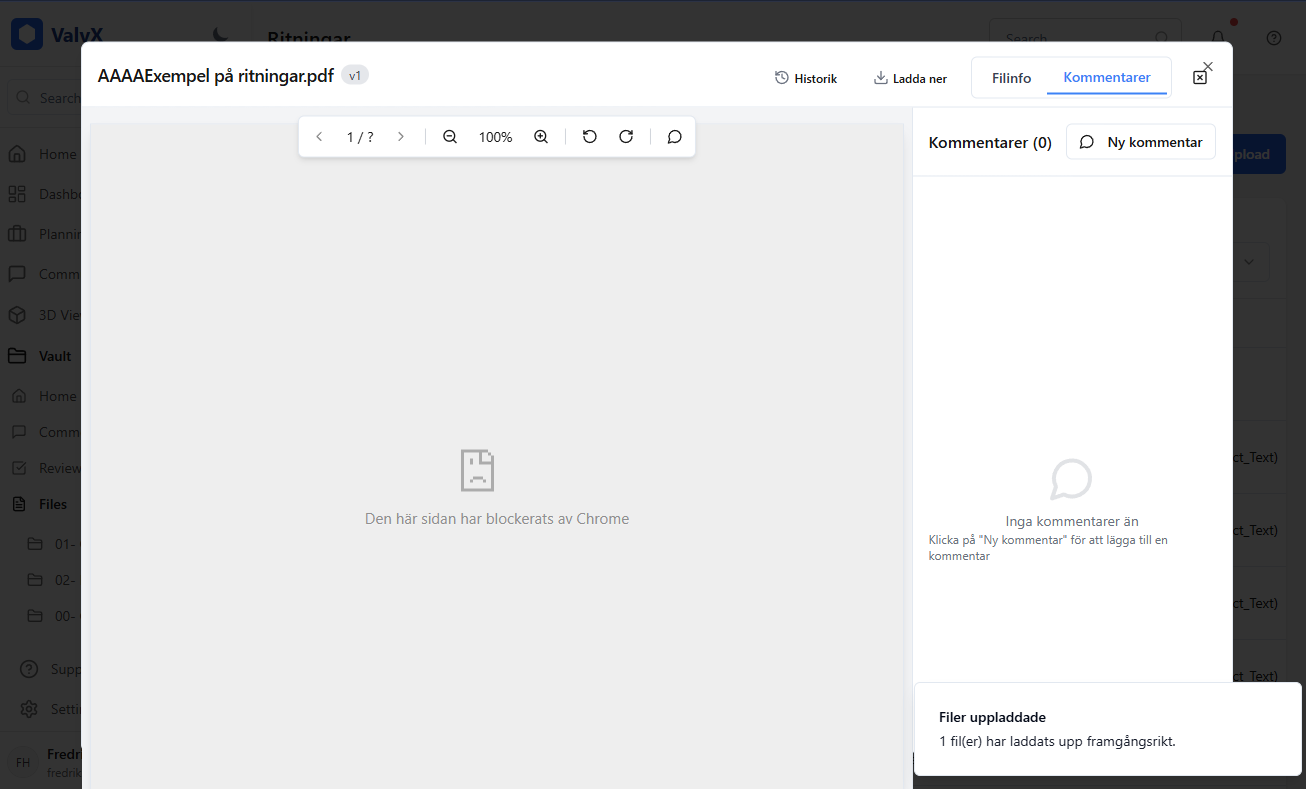 ValvX
Ritningar
Search
Search
AAAAExempel på ritningar.pdf
v1
Historik
Ladda ner
Filinfo
Kommentarer
1 / ?
100%
Kommentarer (0)
Ny kommentar
Home
Dashbo
Plannin
Comm
3D Vie
Vault
Home
Comm
Review
Files
01-
02-
00-
Supp
Setti
FH
Fredri
fredrik
pload
ct_Text)
ct_Text)
ct_Text)
ct_Text)
Den här sidan har blockerats av Chrome
Inga kommentarer än
Klicka på "Ny kommentar" för att lägga till en
kommentar
Filer uppladdade
1 fil(er) har laddats upp framgångsrikt.